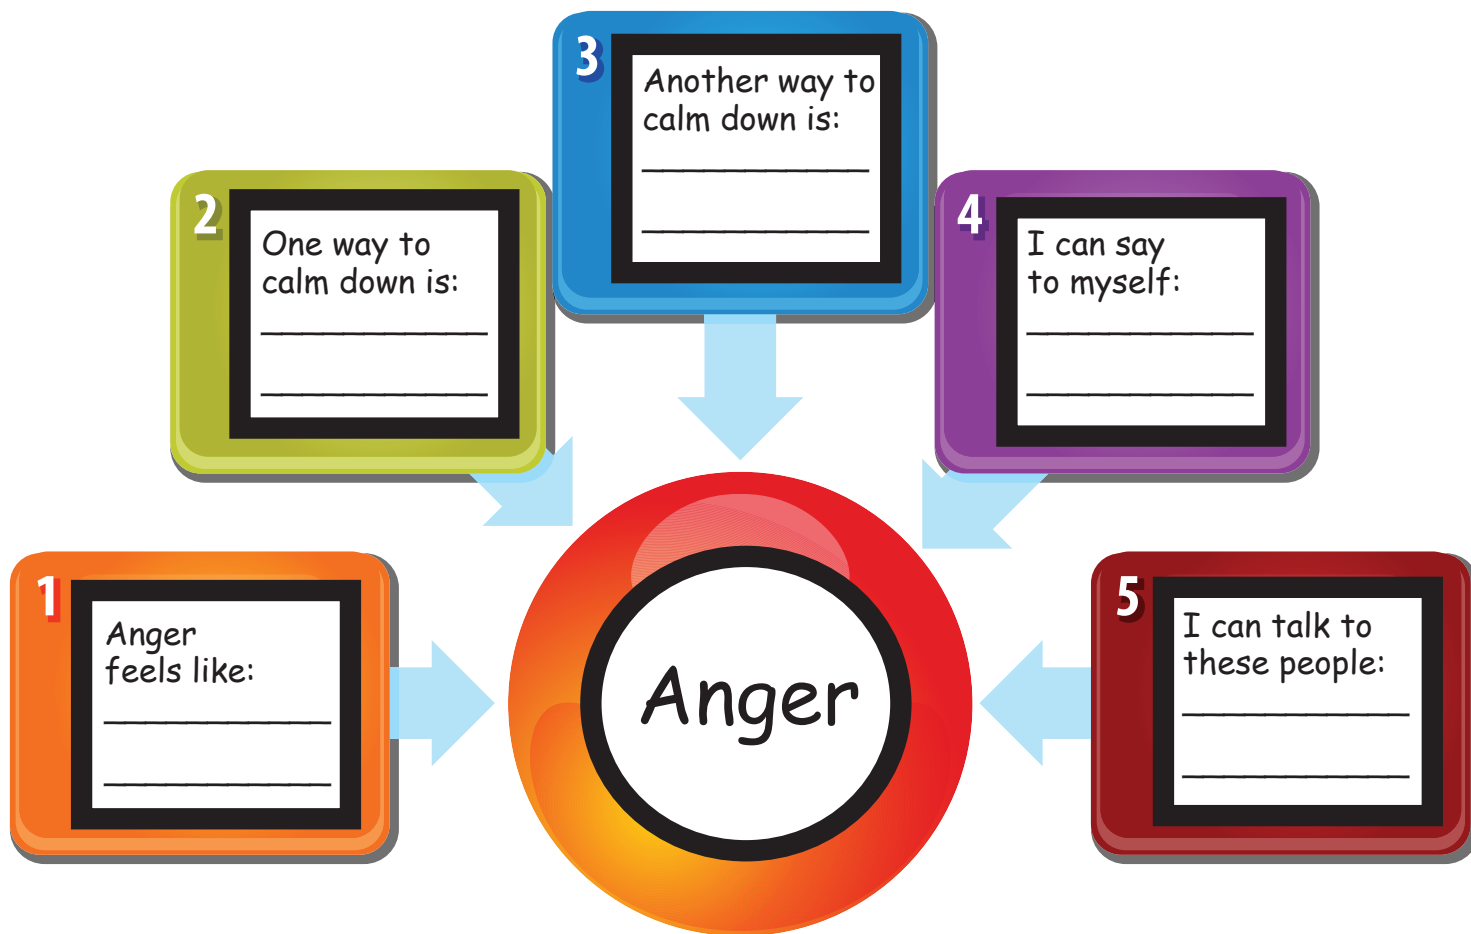 1
Anger
feels like:
2
One way to
calm down is:
3
Another way to
calm down is:
4
I can say
to myself:
5
I can talk to
these people:
Anger